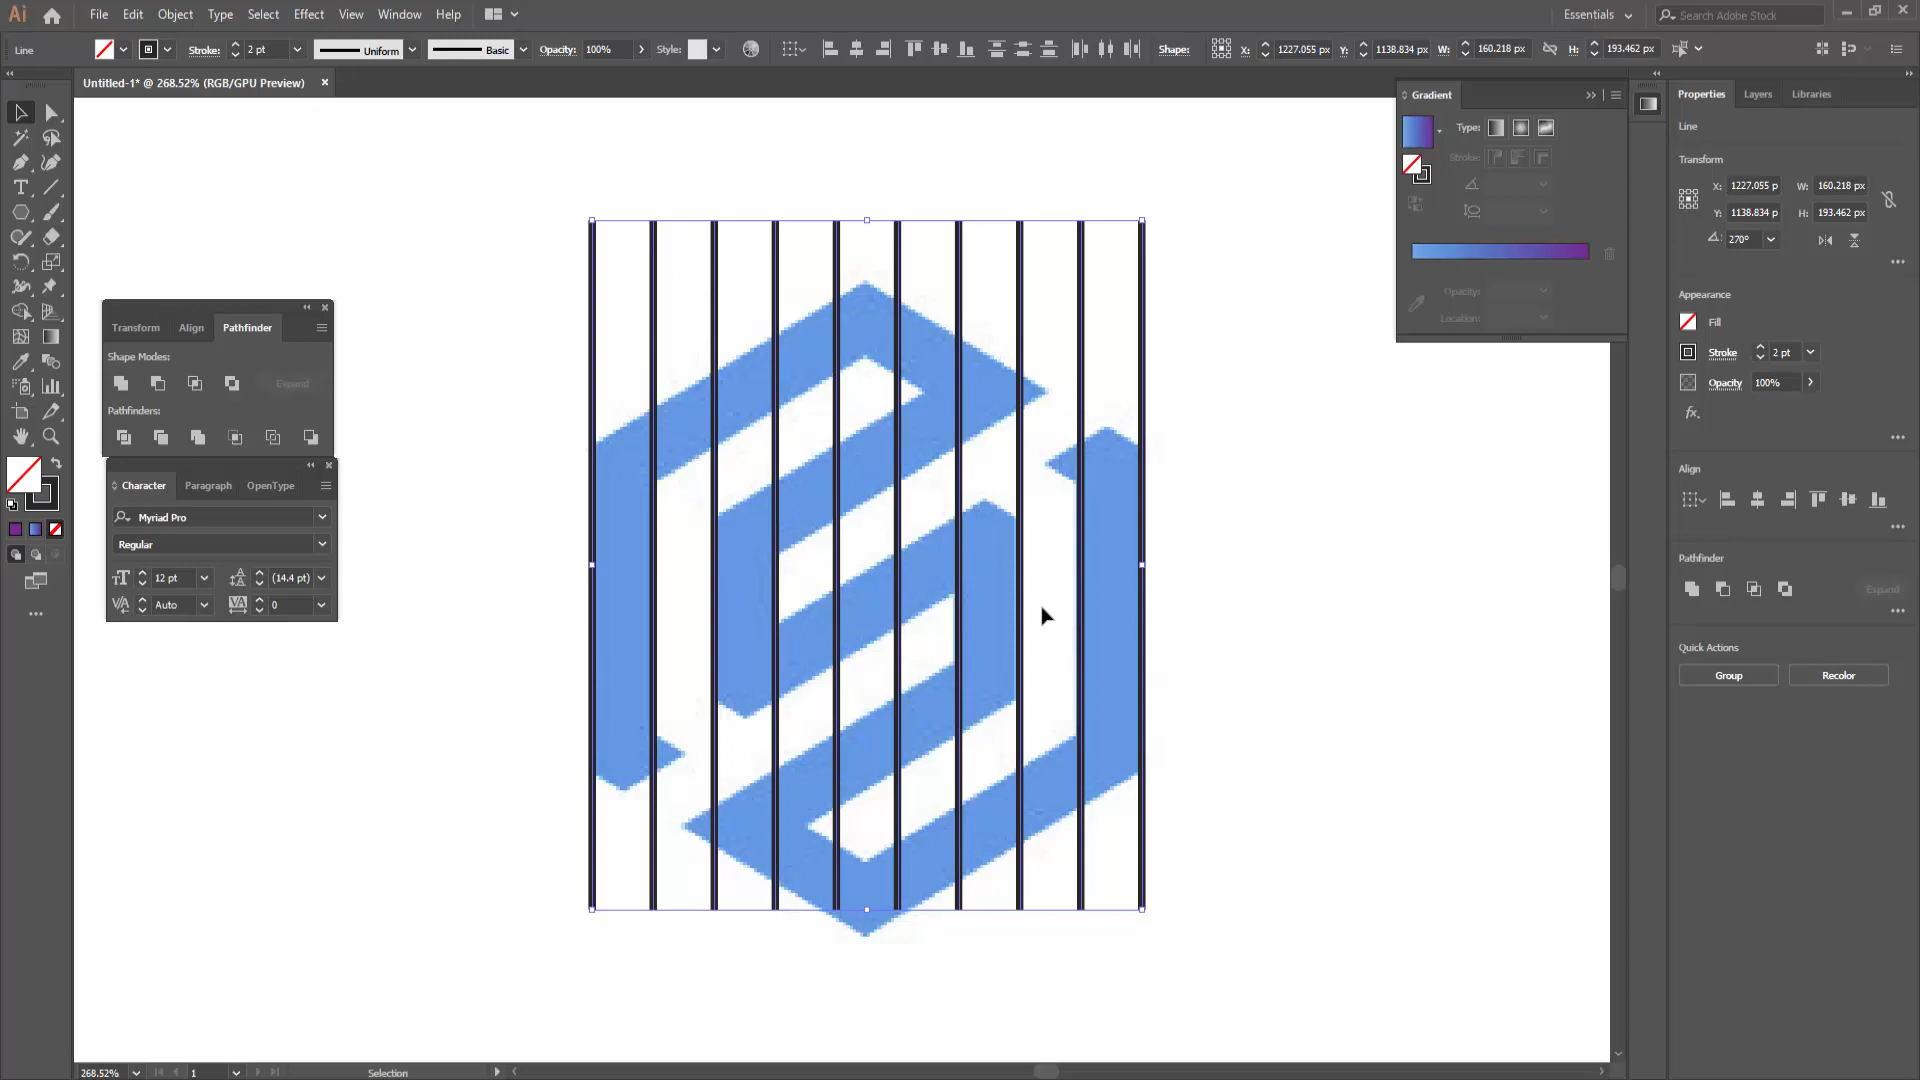 Ai File Edit Object Type Select Effect View Window Help Essentials Search Adobe Stock
Line Stroke: 2 pt Uniform Basic Opacity: 100% Style: Shape: X: 1227.055 px Y: 1138.834 px W: 160.218 px H: 193.462 px
Untitled-1* @ 268.52% (RGB/GPU Preview)
Gradient
Type:
Stroke:
Opacity:
Location:
Properties Layers Libraries
Line
Transform
X: 1227.055 p W: 160.218 px
Y: 1138.834 p H: 193.462 px
270°
Appearance
Fill
Stroke 2 pt
Opacity 100%
fx.
Align
Pathfinder
Expand
Quick Actions
Group Recolor
Transform Align Pathfinder
Shape Modes:
Expand
Pathfinders:
Character Paragraph OpenType
Myriad Pro
Regular
12 pt (14.4 pt)
Auto 0
268.52% 1 Selection